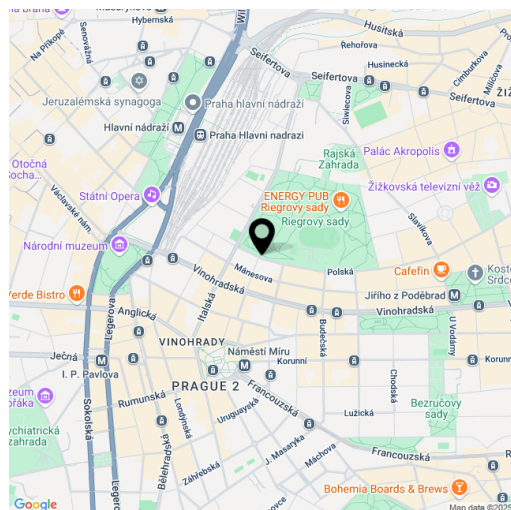 Hybernská
Na Příkopě
Senovážná
Husitská
Řehořova
Husinecká
Seifertova
Seifertova
Seifertova
Cimburkova
Milíčova
Jeruzalémská synagoga
Praha hlavní nádraží
Siwiecova
Hlavní nádraží
Praha Hlavni nadrazi
Rajská
Zahrada
Palác Akropolis
Otočná
Václavské nám.
Státní Opera
ENERGY PUB
Riegrovy sady
Riegrovy sady
Žižkovská televizní věž
Slavíkova
Národní muzeum
Vinohradská
Mánesova
Polská
Cafefin
Verde Bistro
Legerova
Italská
Anglická
Jiřího z Poděbrad
Vinohradská
Budečská
U Vodárny
VINOHRADY
Náměstí Míru
Korunní
Korunní
Ječná
I. P. Pavlova
PRAGUE 2
Chodská
Rumunská
Londýnská
Francouzská
Uruguayská
Lužická
Bezručovy
sady
Sokolská
Bělehradská
J. Masaryka
Máchova
Francouzská
Záhřebská
Bohemia Boards & Brews
Google
Map data ©2025